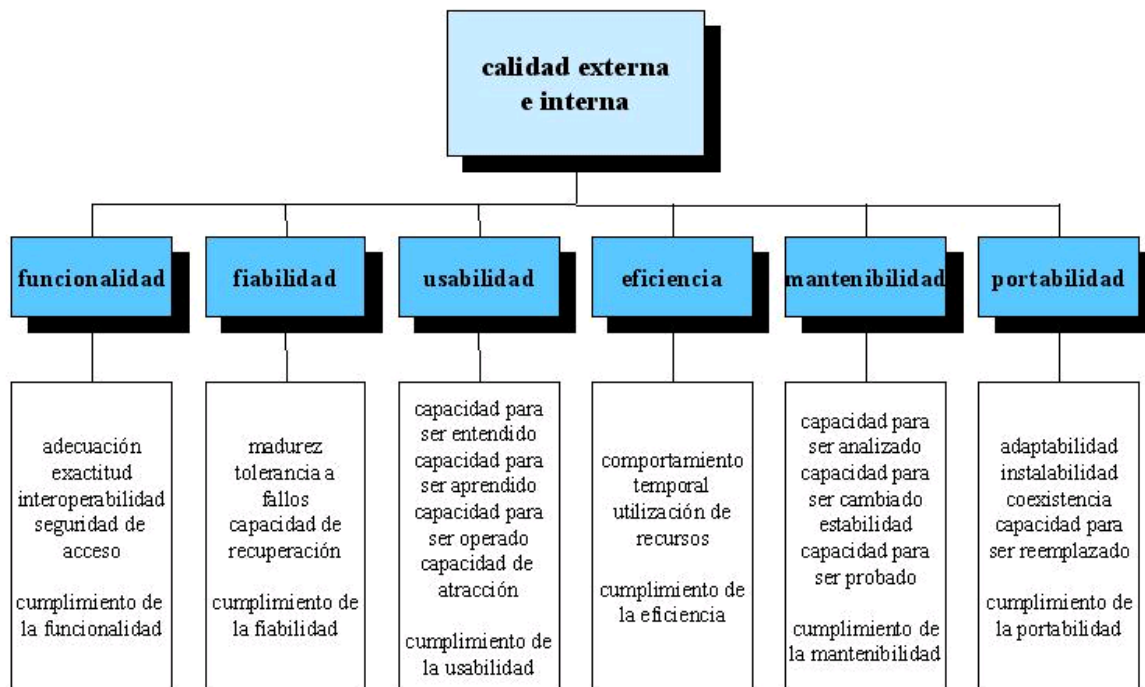 calidad externa
e interna
funcionalidad
fiabilidad
usabilidad
eficiencia
mantenibilidad
portabilidad
adecuación
exactitud
interoperabilidad
seguridad de
acceso
cumplimiento de
la funcionalidad
madurez
tolerancia a
fallos
capacidad de
recuperación
cumplimiento de
la fiabilidad
capacidad para
ser entendido
capacidad para
ser aprendido
capacidad para
ser operado
capacidad de
atracción
cumplimiento de
la usabilidad
comportamiento
temporal
utilización de
recursos
cumplimiento de
la eficiencia
capacidad para
ser analizado
capacidad para
ser cambiado
estabilidad
capacidad para
ser probado
cumplimiento de
la mantenibilidad
adaptabilidad
instalabilidad
coexistencia
capacidad para
ser reemplazado
cumplimiento de
la portabilidad